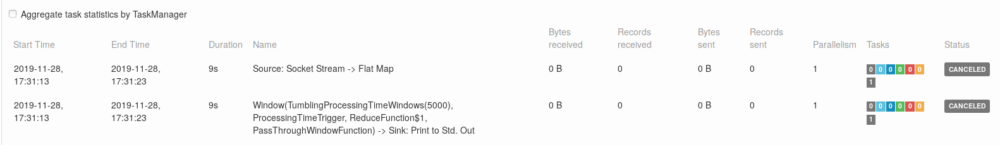 Aggregate task statistics by TaskManager
Bytes Records Bytes Records
Start Time End Time Duration Name received received sent sent Parallelism Tasks Status
2019-11-28, 2019-11-28, 9s Source: Socket Stream -> Flat Map 0 B 0 0 B 0 1 0 0 0 0 0 0 CANCELED
17:31:13 17:31:23 1
2019-11-28, 2019-11-28, 9s Window(TumblingProcessingTimeWindows(5000), 0 B 0 0 B 0 1 0 0 0 0 0 0 CANCELED
17:31:13 17:31:23 ProcessingTimeTrigger, ReduceFunction$1, 1
PassThroughWindowFunction) -> Sink: Print to Std. Out